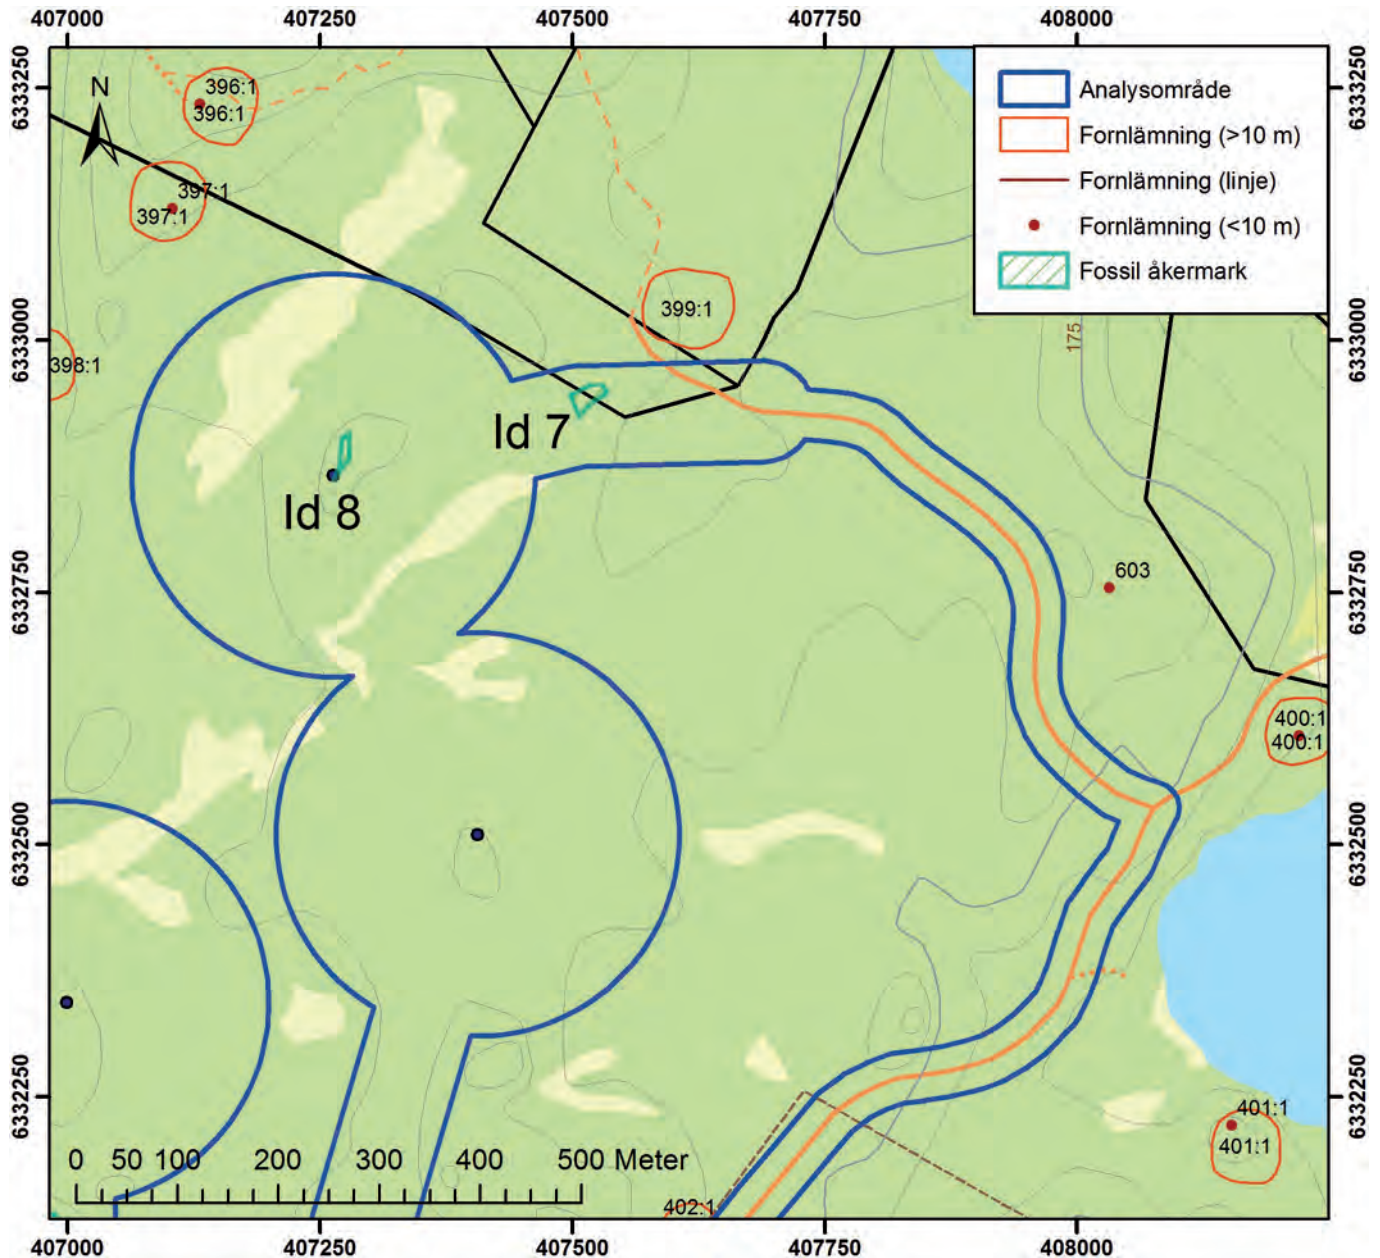 407000 407250 407500 407750 408000
6333250
6333250
N
396:1
396:1
397:1
397:1
Analysområde
Fornlämning (>10 m)
Fornlämning (linje)
Fornlämning (<10 m)
Fossil åkermark
399:1
6333000
6333000
175
398:1
Id 7
Id 8
603
6332750
6332750
400:1
400:1
6332500
6332500
6332250
6332250
401:1
401:1
0 50 100 200 300 400 500 Meter
402:1
407000 407250 407500 407750 408000